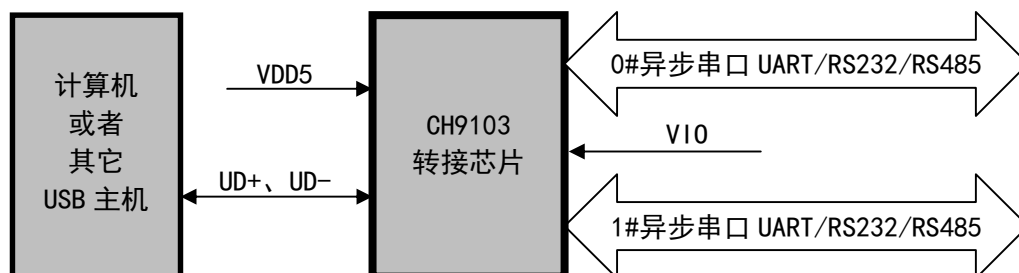 计算机
或者
其它
USB 主机
VDD5
UD+、UD-
CH9103
转接芯片
0#异步串口 UART/RS232/RS485
VIO
1#异步串口 UART/RS232/RS485